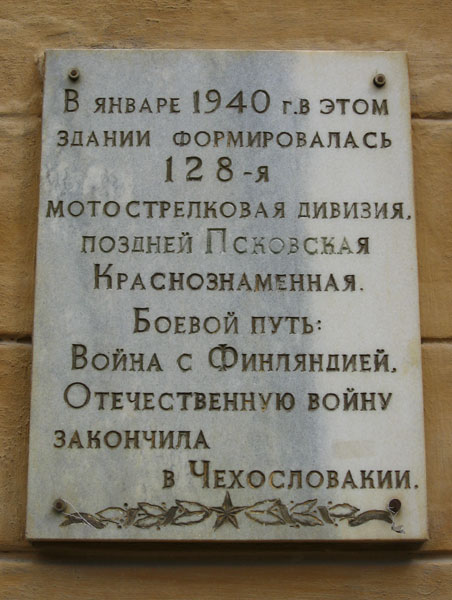 В ЯНВАРЕ 1940 Г. В ЭТОМ
ЗДАНИИ ФОРМИРОВАЛАСЬ
128-Я
МОТОСТРЕЛКОВАЯ ДИВИЗИЯ,
ПОЗДНЕЙ ПСКОВСКАЯ
КРАСНОЗНАМЕННАЯ.
БОЕВОЙ ПУТЬ:
ВОЙНА С ФИНЛЯНДИЕЙ,
ОТЕЧЕСТВЕННУЮ ВОЙНУ
ЗАКОНЧИЛА
В ЧЕХОСЛОВАКИИ.